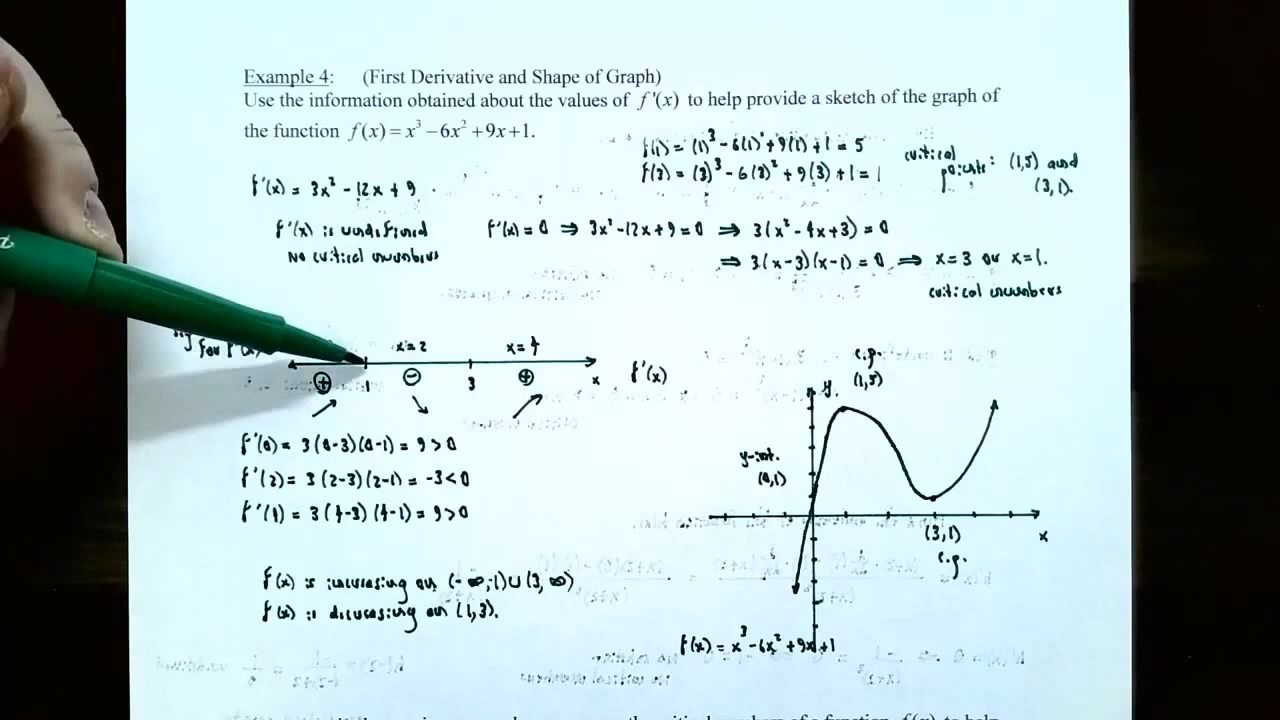 Example 4: (First Derivative and Shape of Graph)
Use the information obtained about the values of f'(x) to help provide a sketch of the graph of
the function f(x) = x³ − 6x² + 9x + 1.
f(1) = (1)³ - 6(1)² + 9(1) + 1 = 5
f(3) = (3)³ - 6(3)² + 9(3) + 1 = 1
critical points: (1,5) and
(3,1).
f'(x) = 3x² - 12x + 9
f'(x) is undefined
No critical numbers
f'(x) = 0 ⇒ 3x² - 12x + 9 = 0 ⇒ 3(x² - 4x + 3) = 0
⇒ 3(x-3)(x-1) = 0 ⇒ x = 3 or x = 1.
critical numbers
for f'(x)
x=2 x=4
⊕ 1 ⊖ 3 ⊕ x f'(x)
f'(0) = 3(0-3)(0-1) = 9 > 0
f'(2) = 3(2-3)(2-1) = -3 < 0
f'(4) = 3(4-3)(4-1) = 9 > 0
f(x) is increasing on (-∞,1)∪(3,∞)
f(x) is decreasing on (1,3).
c.p.
(1,5)
y
y-int.
(0,1)
(3,1)
c.p.
x
f(x) = x³ - 6x² + 9x + 1